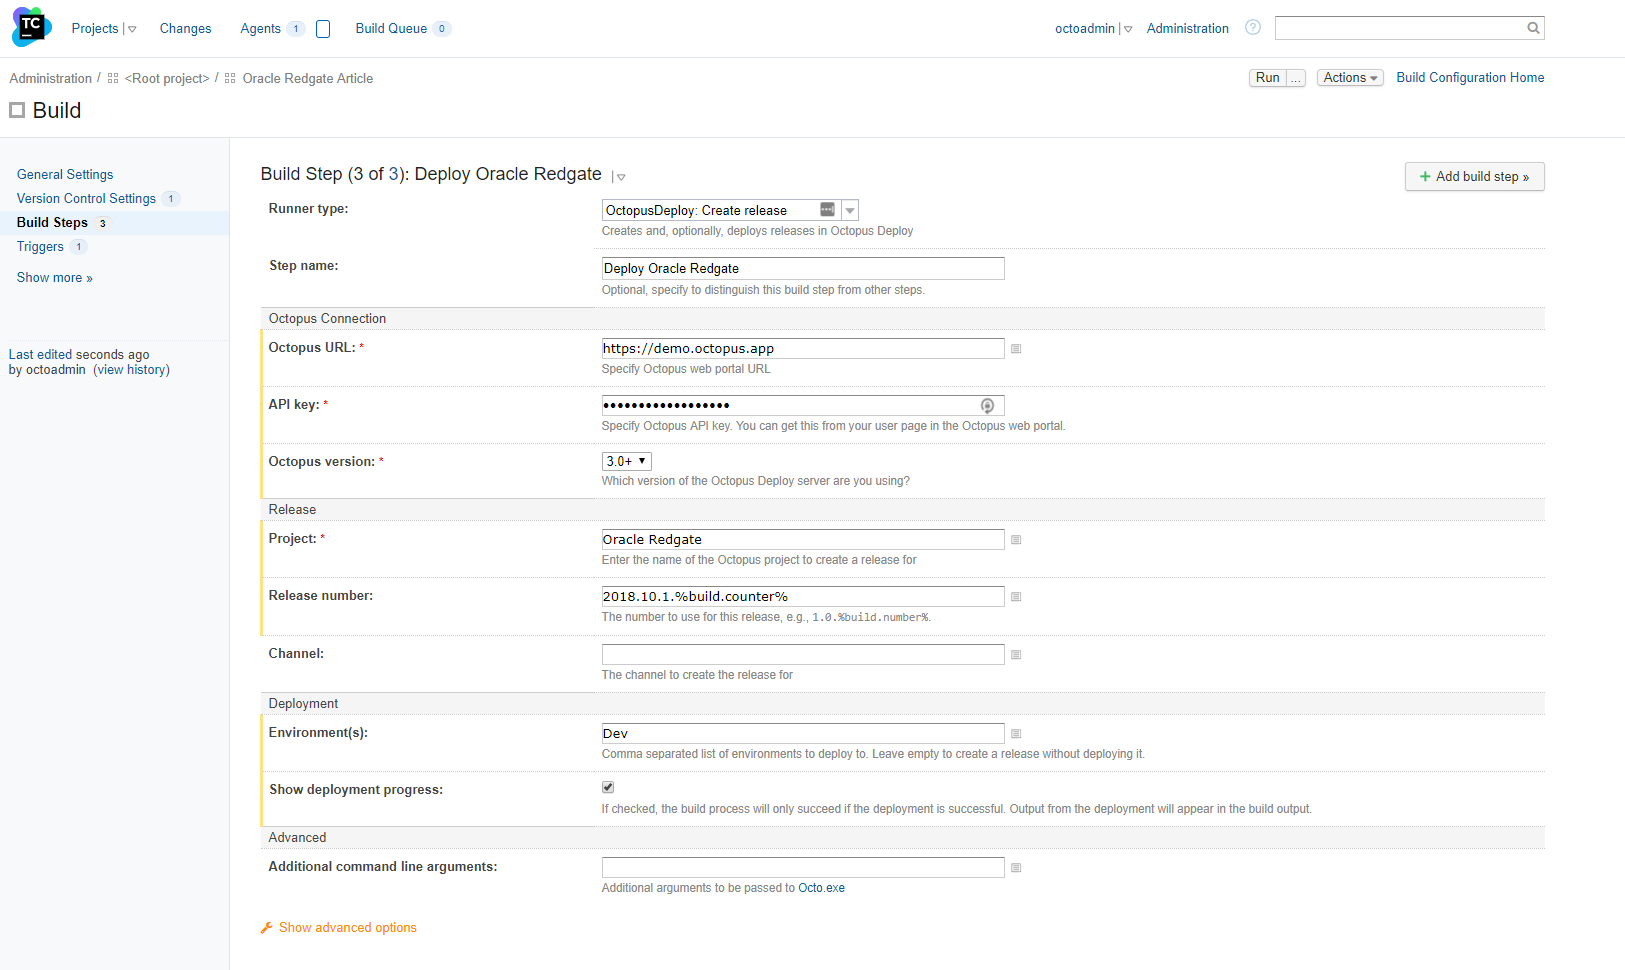 TC
Projects
Changes
Agents 1
Build Queue 0
octoadmin
Administration
?
Administration / <Root project> / Oracle Redgate Article
Run ...
Actions
Build Configuration Home
Build
General Settings
Version Control Settings 1
Build Steps 3
Triggers 1
Show more »
Last edited seconds ago
by octoadmin (view history)
Build Step (3 of 3): Deploy Oracle Redgate
+ Add build step »
Runner type:
OctopusDeploy: Create release
Creates and, optionally, deploys releases in Octopus Deploy
Step name:
Deploy Oracle Redgate
Optional, specify to distinguish this build step from other steps.
Octopus Connection
Octopus URL: *
https://demo.octopus.app
Specify Octopus web portal URL
API key: *
••••••••••••••••••
Specify Octopus API key. You can get this from your user page in the Octopus web portal.
Octopus version: *
3.0+
Which version of the Octopus Deploy server are you using?
Release
Project: *
Oracle Redgate
Enter the name of the Octopus project to create a release for
Release number:
2018.10.1.%build.counter%
The number to use for this release, e.g., 1.0.%build.number%.
Channel:
The channel to create the release for
Deployment
Environment(s):
Dev
Comma separated list of environments to deploy to. Leave empty to create a release without deploying it.
Show deployment progress:
If checked, the build process will only succeed if the deployment is successful. Output from the deployment will appear in the build output.
Advanced
Additional command line arguments:
Additional arguments to be passed to Octo.exe
Show advanced options